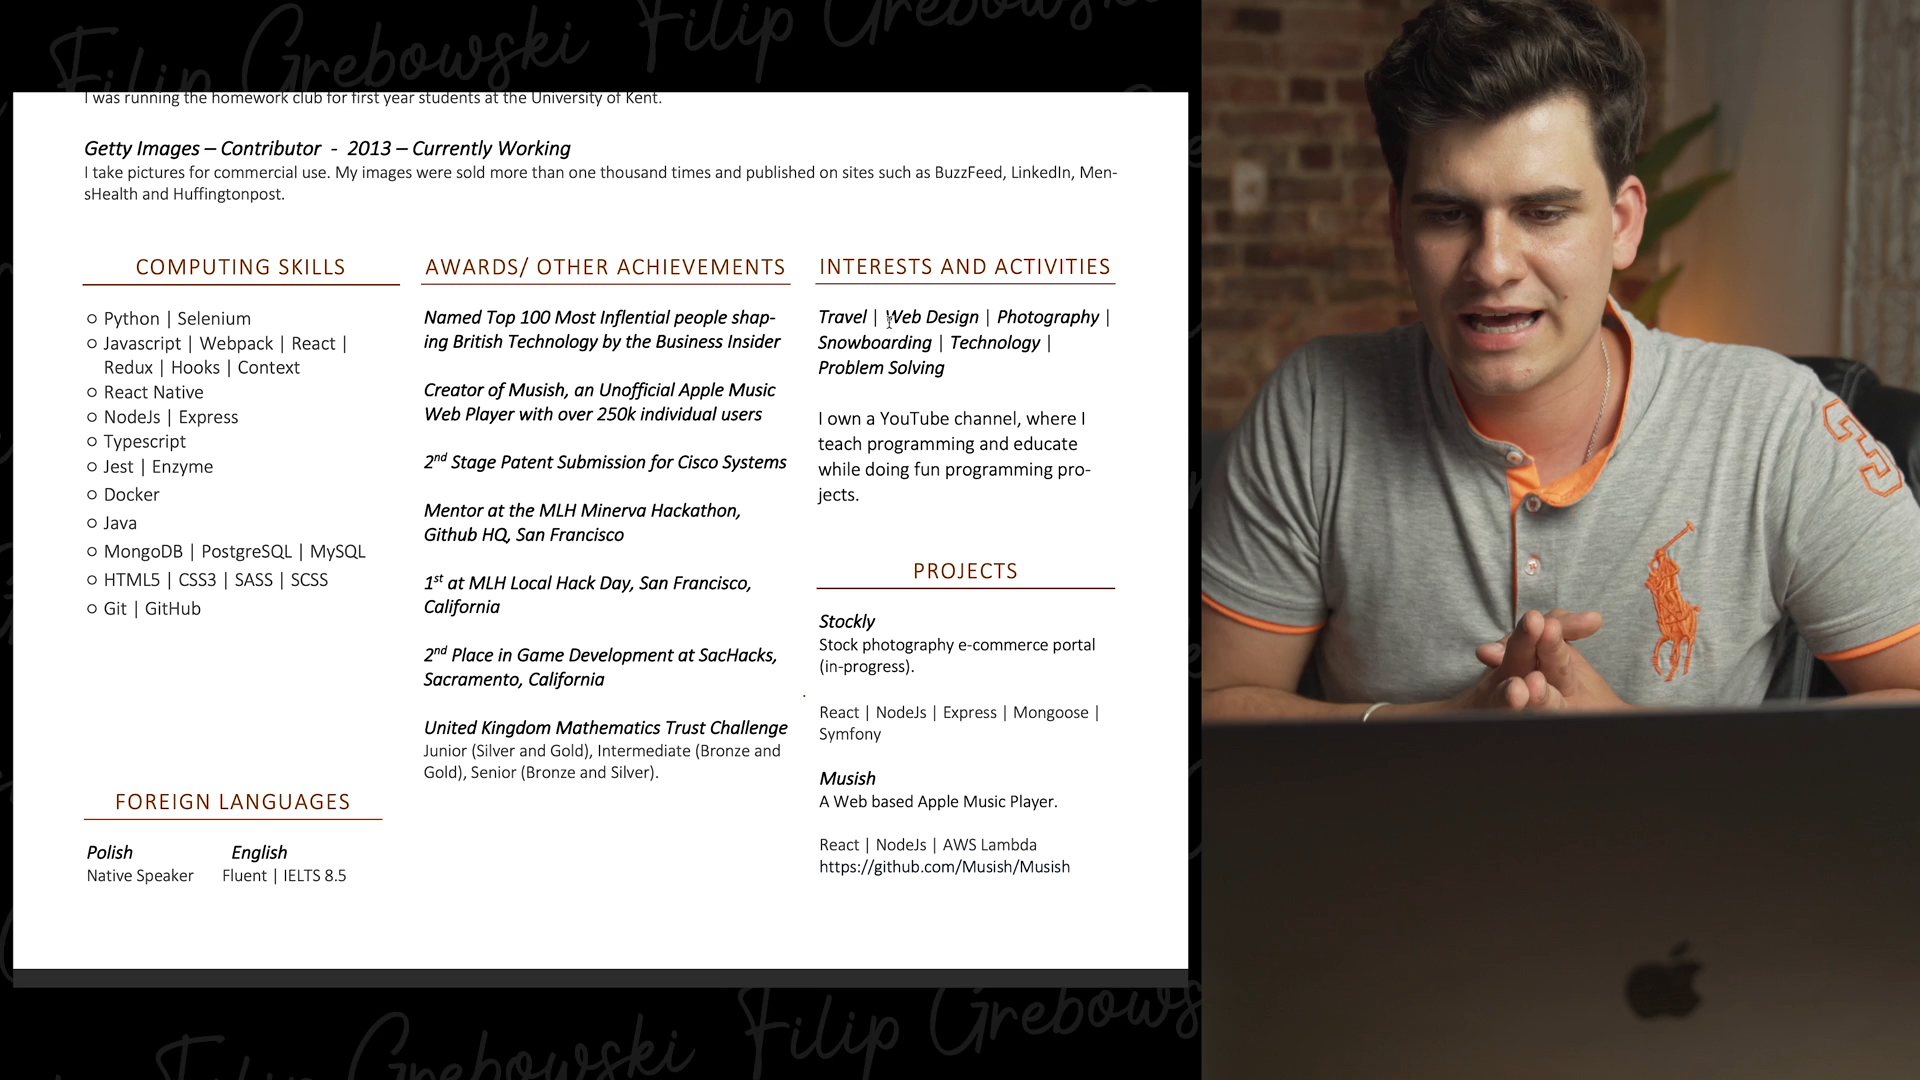 Filip Grebowski Filip Grebowski
I was running the homework club for first year students at the University of Kent.
Getty Images – Contributor - 2013 – Currently Working
I take pictures for commercial use. My images were sold more than one thousand times and published on sites such as BuzzFeed, LinkedIn, Men-
sHealth and Huffingtonpost.
COMPUTING SKILLS
Python | Selenium
Javascript | Webpack | React |
Redux | Hooks | Context
React Native
NodeJs | Express
Typescript
Jest | Enzyme
Docker
Java
MongoDB | PostgreSQL | MySQL
HTML5 | CSS3 | SASS | SCSS
Git | GitHub
FOREIGN LANGUAGES
Polish English
Native Speaker Fluent | IELTS 8.5
AWARDS/ OTHER ACHIEVEMENTS
Named Top 100 Most Inflential people shap-
ing British Technology by the Business Insider
Creator of Musish, an Unofficial Apple Music
Web Player with over 250k individual users
2nd Stage Patent Submission for Cisco Systems
Mentor at the MLH Minerva Hackathon,
Github HQ, San Francisco
1st at MLH Local Hack Day, San Francisco,
California
2nd Place in Game Development at SacHacks,
Sacramento, California
United Kingdom Mathematics Trust Challenge
Junior (Silver and Gold), Intermediate (Bronze and
Gold), Senior (Bronze and Silver).
INTERESTS AND ACTIVITIES
Travel | Web Design | Photography |
Snowboarding | Technology |
Problem Solving
I own a YouTube channel, where I
teach programming and educate
while doing fun programming pro-
jects.
PROJECTS
Stockly
Stock photography e-commerce portal
(in-progress).
React | NodeJs | Express | Mongoose |
Symfony
Musish
A Web based Apple Music Player.
React | NodeJs | AWS Lambda
https://github.com/Musish/Musish
3
Filip Grebowski Filip Grebows